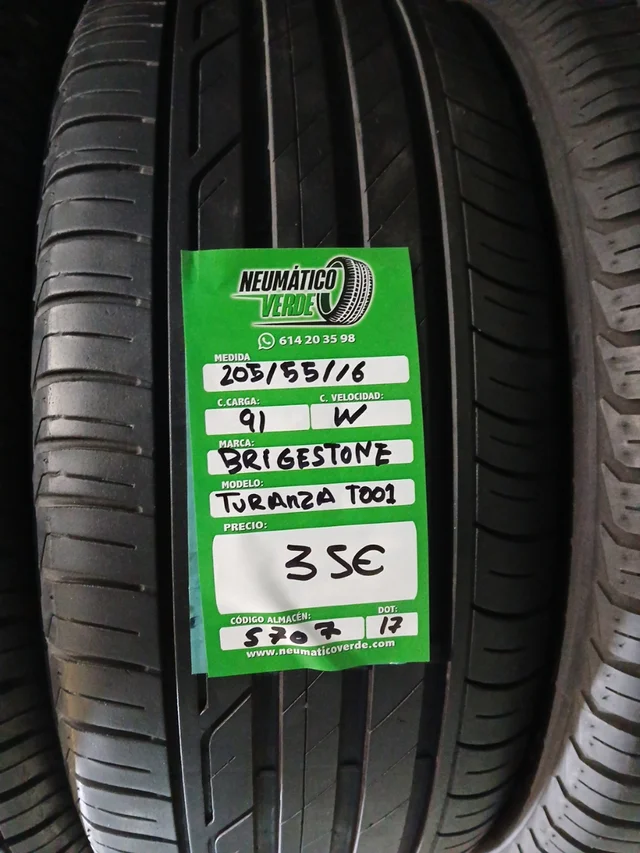 NEUMÁTICO
VERDE
614 20 35 98
MEDIDA
205/55/16
C.CARGA: C. VELOCIDAD:
91 W
MARCA:
BRIGESTONE
MODELO:
TURANZA T001
PRECIO:
35€
CÓDIGO ALMACÉN: DOT:
5707 17
www.neumaticoverde.com